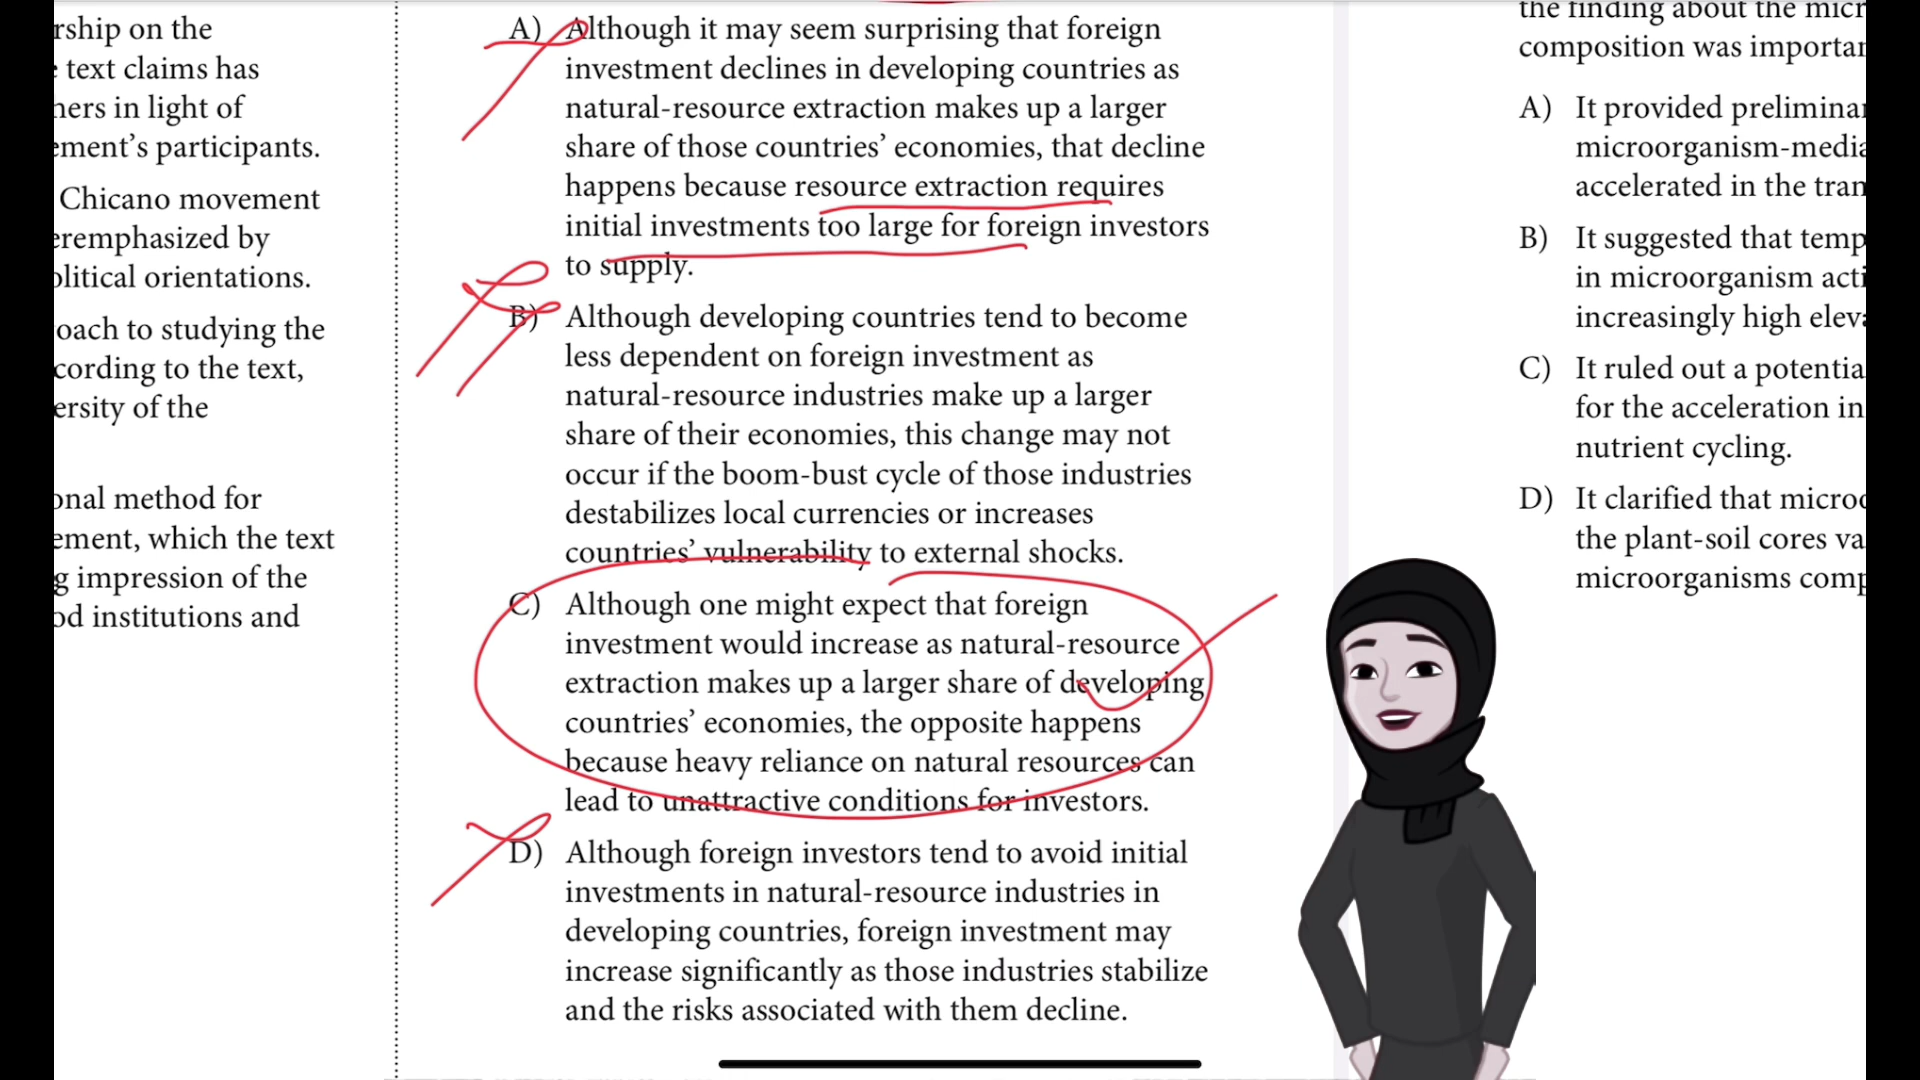 rship on the
text claims has
ners in light of
ement's participants.
Chicano movement
eremphasized by
olitical orientations.
oach to studying the
cording to the text,
ersity of the
onal method for
ement, which the text
g impression of the
od institutions and
A) Although it may seem surprising that foreign
investment declines in developing countries as
natural-resource extraction makes up a larger
share of those countries' economies, that decline
happens because resource extraction requires
initial investments too large for foreign investors
to supply.
B) Although developing countries tend to become
less dependent on foreign investment as
natural-resource industries make up a larger
share of their economies, this change may not
occur if the boom-bust cycle of those industries
destabilizes local currencies or increases
countries' vulnerability to external shocks.
C) Although one might expect that foreign
investment would increase as natural-resource
extraction makes up a larger share of developing
countries' economies, the opposite happens
because heavy reliance on natural resources can
lead to unattractive conditions for investors.
D) Although foreign investors tend to avoid initial
investments in natural-resource industries in
developing countries, foreign investment may
increase significantly as those industries stabilize
and the risks associated with them decline.
the finding about the micr
composition was importan
A) It provided prelimina
microorganism-media
accelerated in the tran
B) It suggested that temp
in microorganism acti
increasingly high eleva
C) It ruled out a potentia
for the acceleration in
nutrient cycling.
D) It clarified that microo
the plant-soil cores va
microorganisms comp